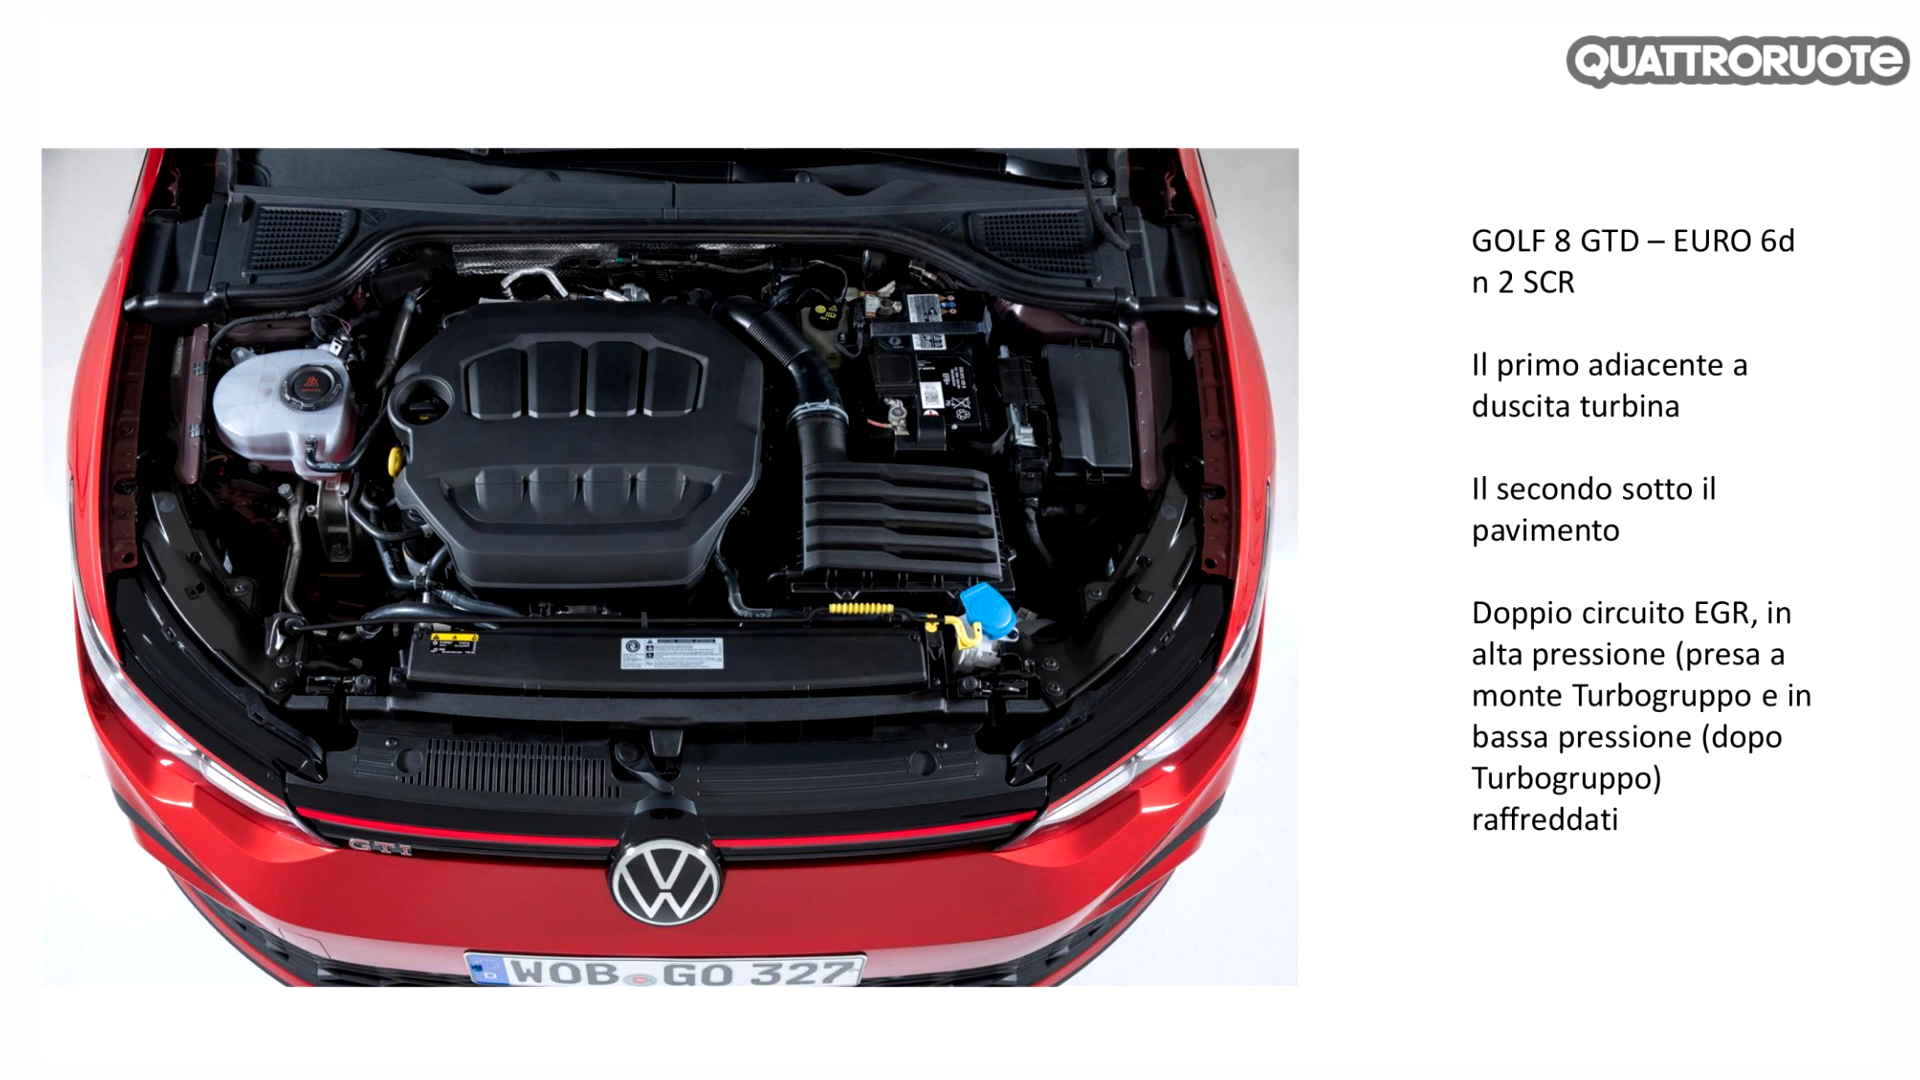 QUATTRORUOTE
GOLF 8 GTD – EURO 6d
n 2 SCR
Il primo adiacente a
duscita turbina
Il secondo sotto il
pavimento
Doppio circuito EGR, in
alta pressione (presa a
monte Turbogruppo e in
bassa pressione (dopo
Turbogruppo)
raffreddati
GTI
D
WOB GO 327